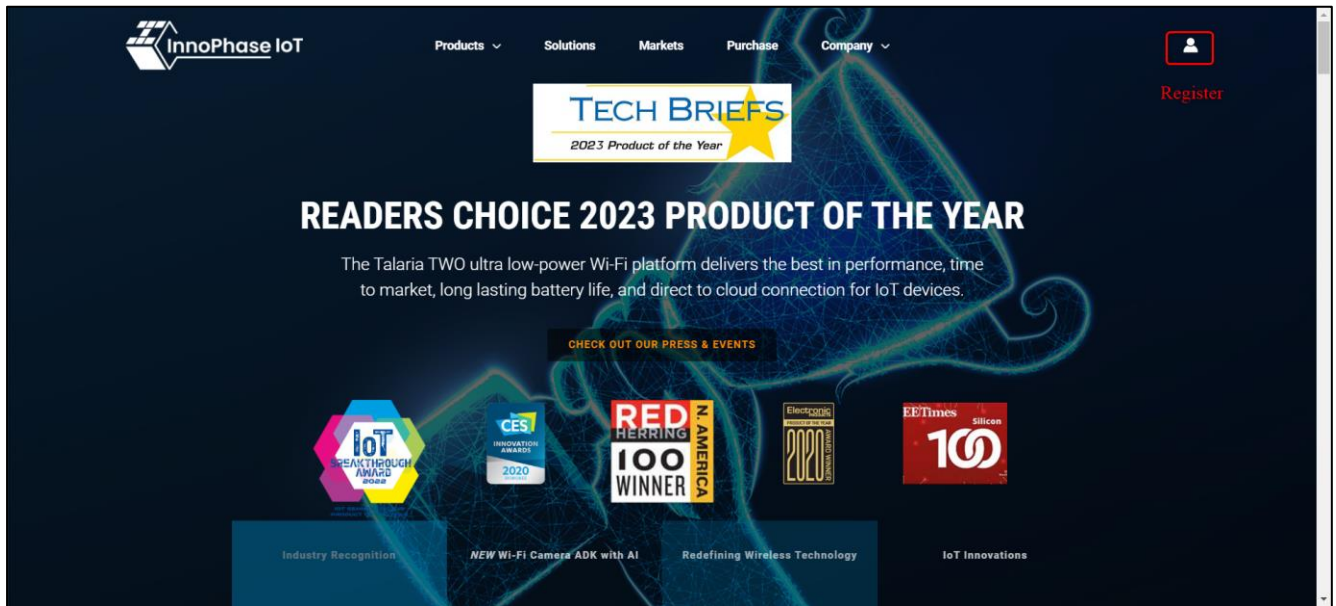 InnoPhase IoT
Products
Solutions
Markets
Purchase
Company
Register
TECH BRIEFS
2023 Product of the Year
READERS CHOICE 2023 PRODUCT OF THE YEAR
The Talaria TWO ultra low-power Wi-Fi platform delivers the best in performance, time
to market, long lasting battery life, and direct to cloud connection for IoT devices.
CHECK OUT OUR PRESS & EVENTS
IoT
BREAKTHROUGH
AWARD
2022
CES
INNOVATION
AWARDS
2020
RED
HERRING
100
WINNER
N. AMERICA
Electronic
PRODUCT OF THE YEAR
2020
AWARD WINNER
EETimes
Silicon
100
Industry Recognition
NEW Wi-Fi Camera ADK with AI
Redefining Wireless Technology
IoT Innovations